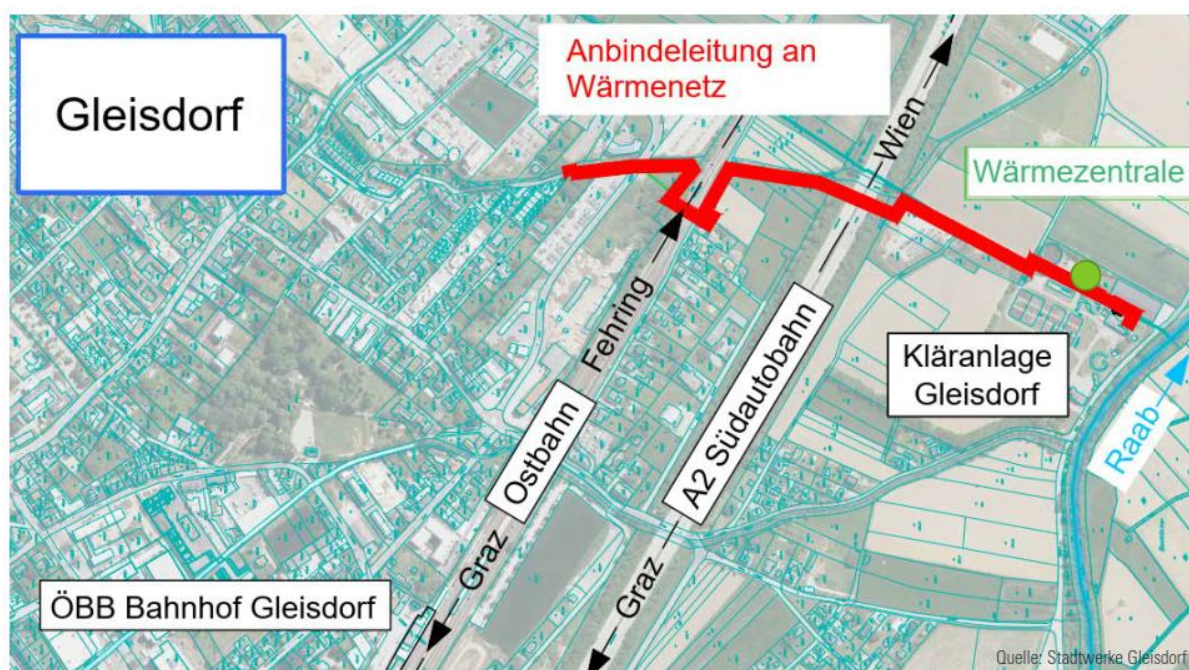 Gleisdorf
Anbindeleitung an
Wärmenetz
Wien
Wärmezentrale
Fehring
Kläranlage
Gleisdorf
Raab
Ostbahn
A2 Südautobahn
Graz
Graz
ÖBB Bahnhof Gleisdorf
Quelle: Stadtwerke Gleisdorf